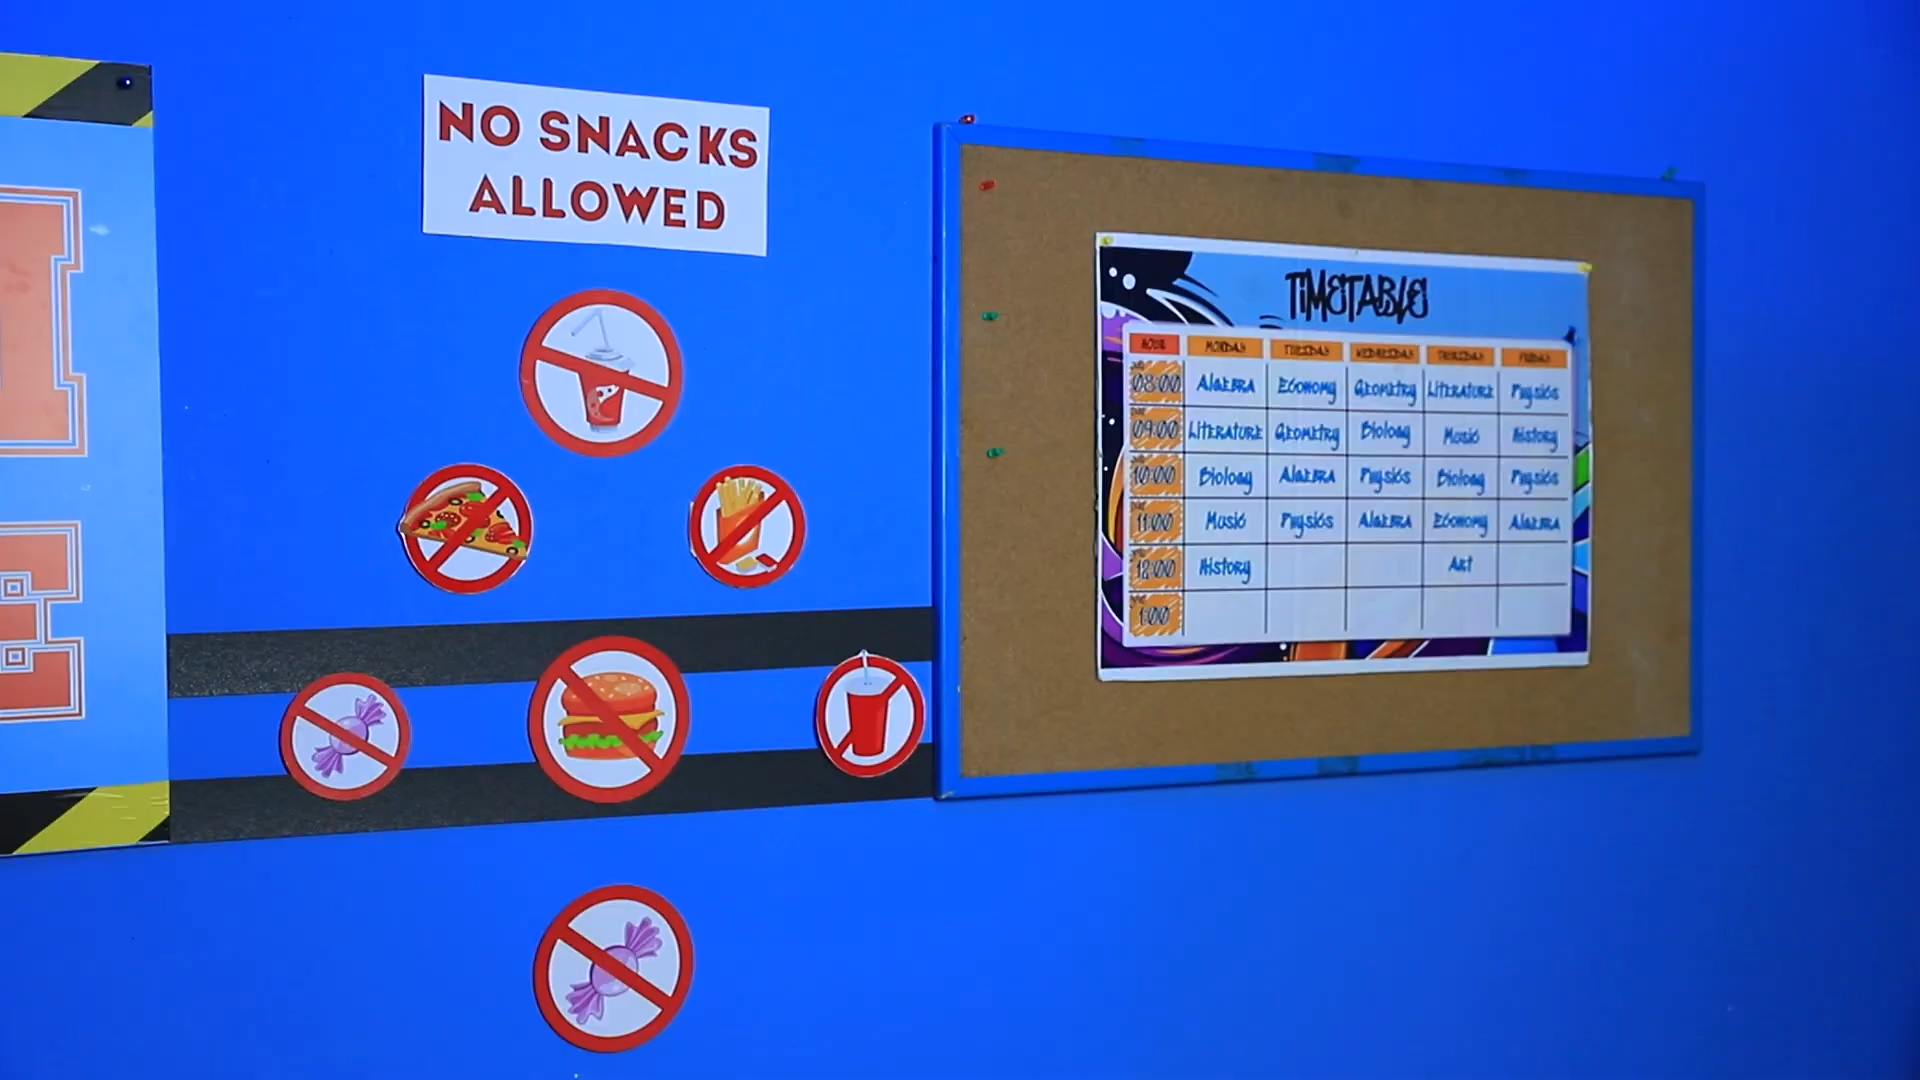 NO SNACKS
ALLOWED
TIMETABLE
HOUR MONDAY TUESDAY WEDNESDAY THURSDAY FRIDAY
08:00 ALGEBRA ECONOMY GEOMETRY LITERATURE PHYSICS
09:00 LITERATURE GEOMETRY BIOLOGY MUSIC HISTORY
10:00 BIOLOGY ALGEBRA PHYSICS BIOLOGY PHYSICS
11:00 MUSIC PHYSICS ALGEBRA ECONOMY ALGEBRA
12:00 HISTORY ART
1:00